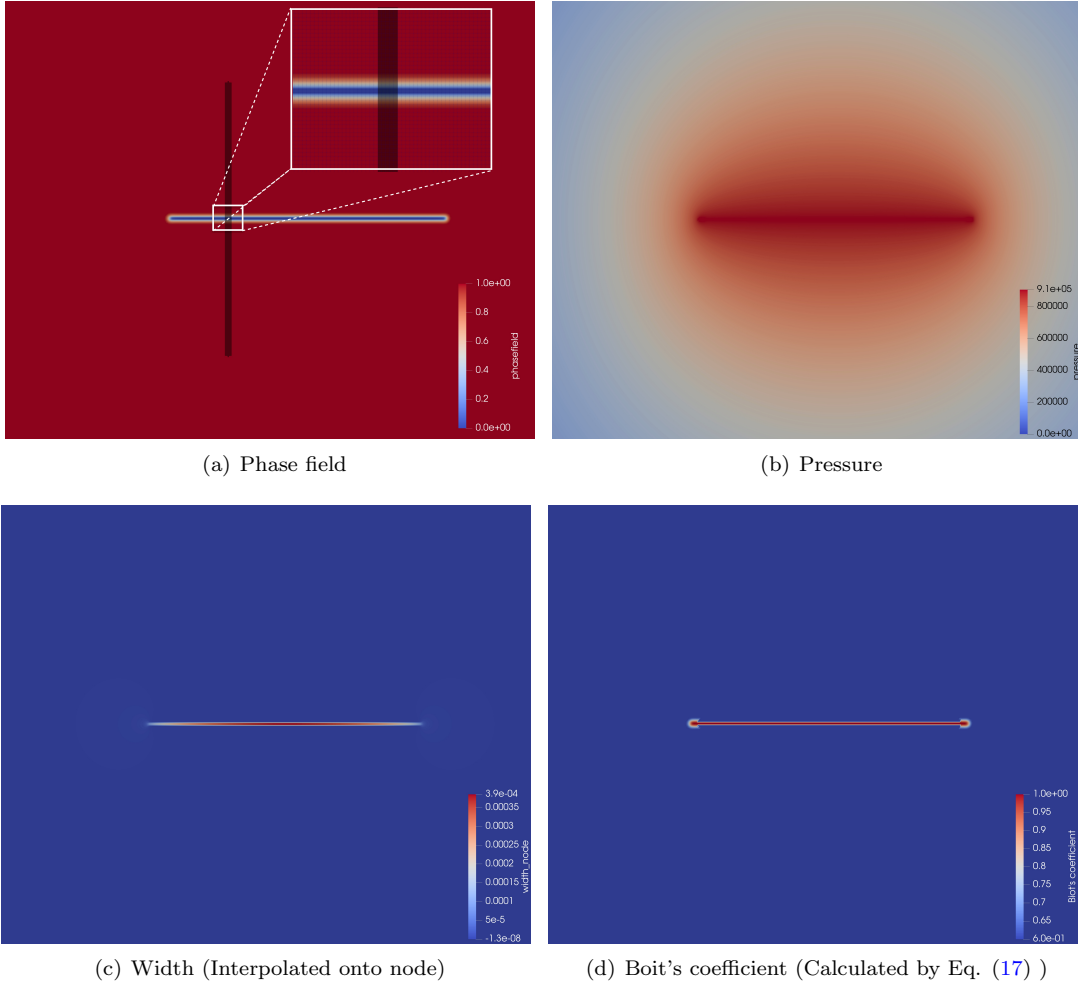 1.0e+00
0.8
0.6
0.4
0.2
0.0e+00
phasefield
(a) Phase field
9.1e+05
800000
600000
400000
200000
0.0e+00
pressure
(b) Pressure
3.9e-04
0.00035
0.0003
0.00025
0.0002
0.00015
0.0001
5e-5
-1.3e-08
width_node
(c) Width (Interpolated onto node)
1.0e+00
0.95
0.9
0.85
0.8
0.75
0.7
0.65
6.0e-01
Biot's coefficient
(d) Boit's coefficient (Calculated by Eq. (17) )